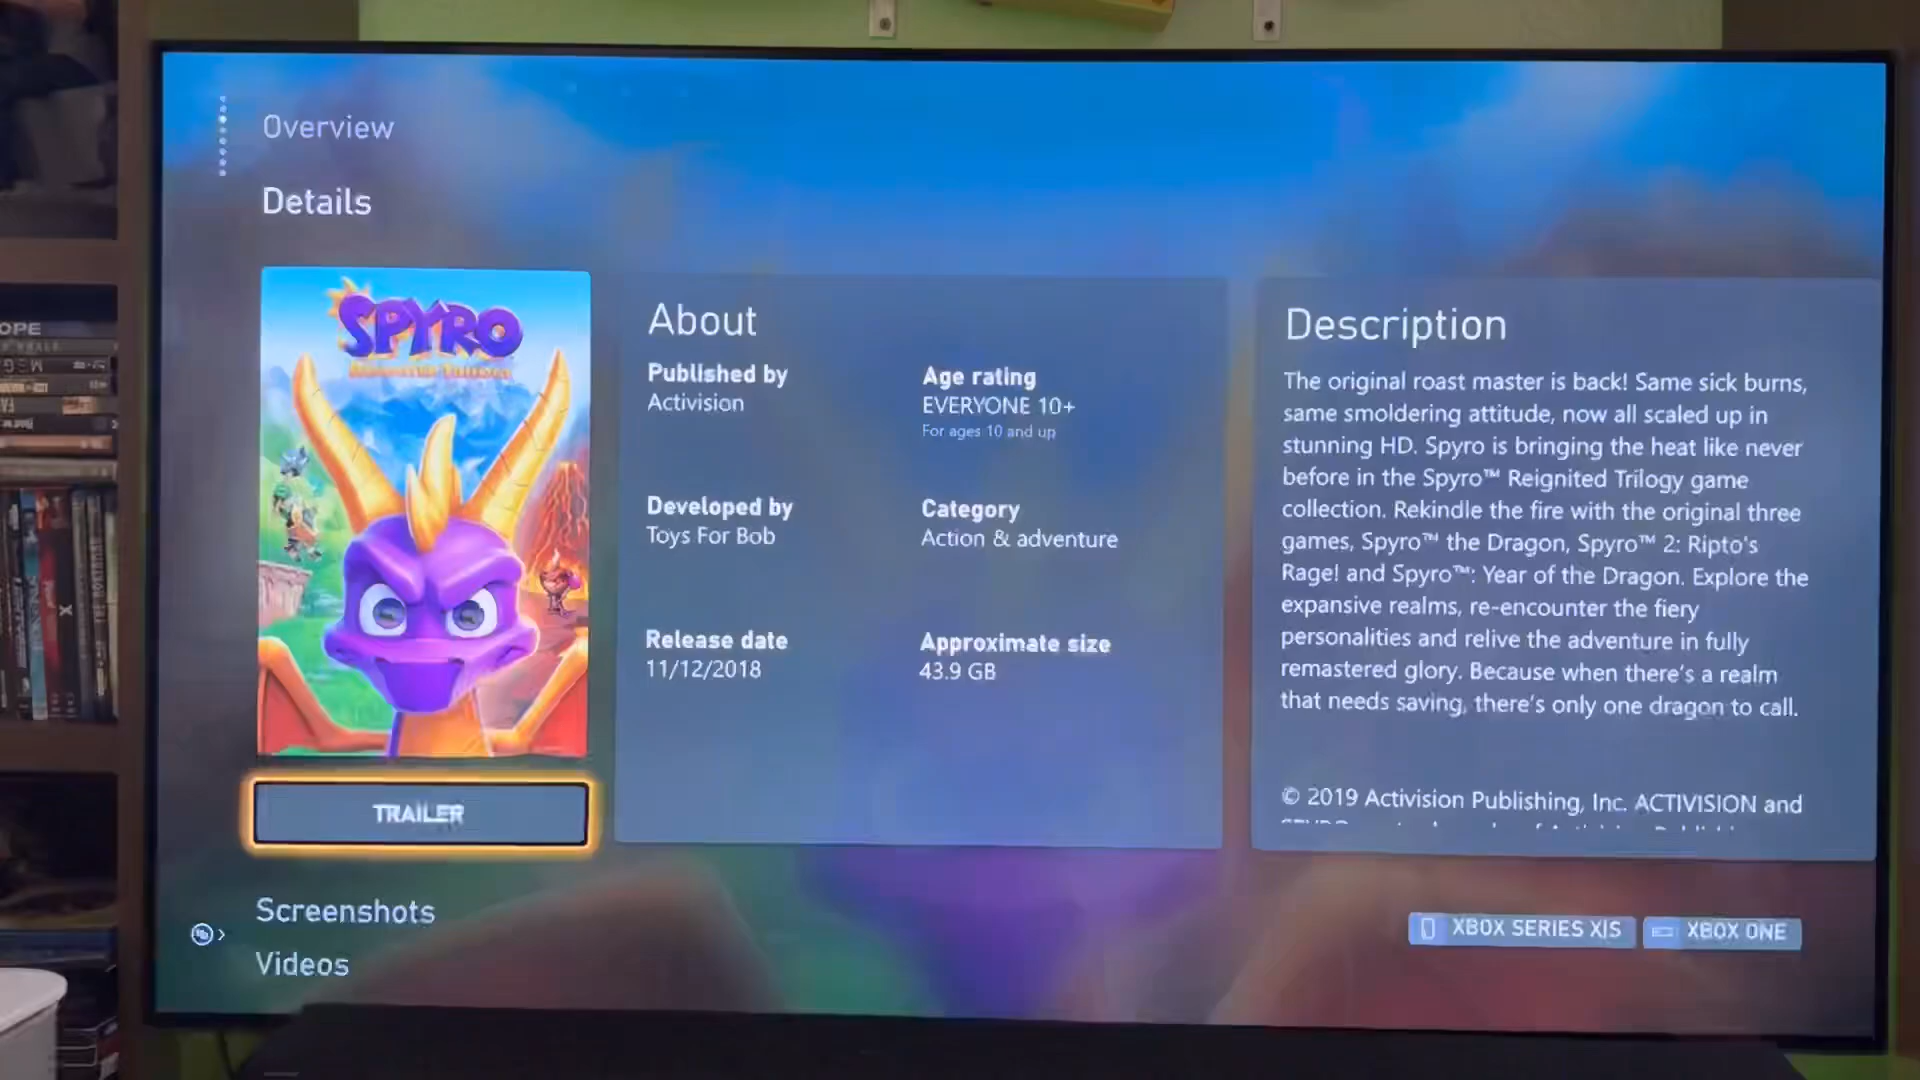 Overview
Details
SPYRO
About
Published by
Activision
Age rating
EVERYONE 10+
For ages 10 and up
Developed by
Toys For Bob
Category
Action & adventure
Release date
11/12/2018
Approximate size
43.9 GB
Description
The original roast master is back! Same sick burns,
same smoldering attitude, now all scaled up in
stunning HD. Spyro is bringing the heat like never
before in the Spyro™ Reignited Trilogy game
collection. Rekindle the fire with the original three
games, Spyro™ the Dragon, Spyro™ 2: Ripto's
Rage! and Spyro™: Year of the Dragon. Explore the
expansive realms, re-encounter the fiery
personalities and relive the adventure in fully
remastered glory. Because when there's a realm
that needs saving, there's only one dragon to call.
© 2019 Activision Publishing, Inc. ACTIVISION and
TRAILER
Screenshots
Videos
XBOX SERIES X|S
XBOX ONE
OPE